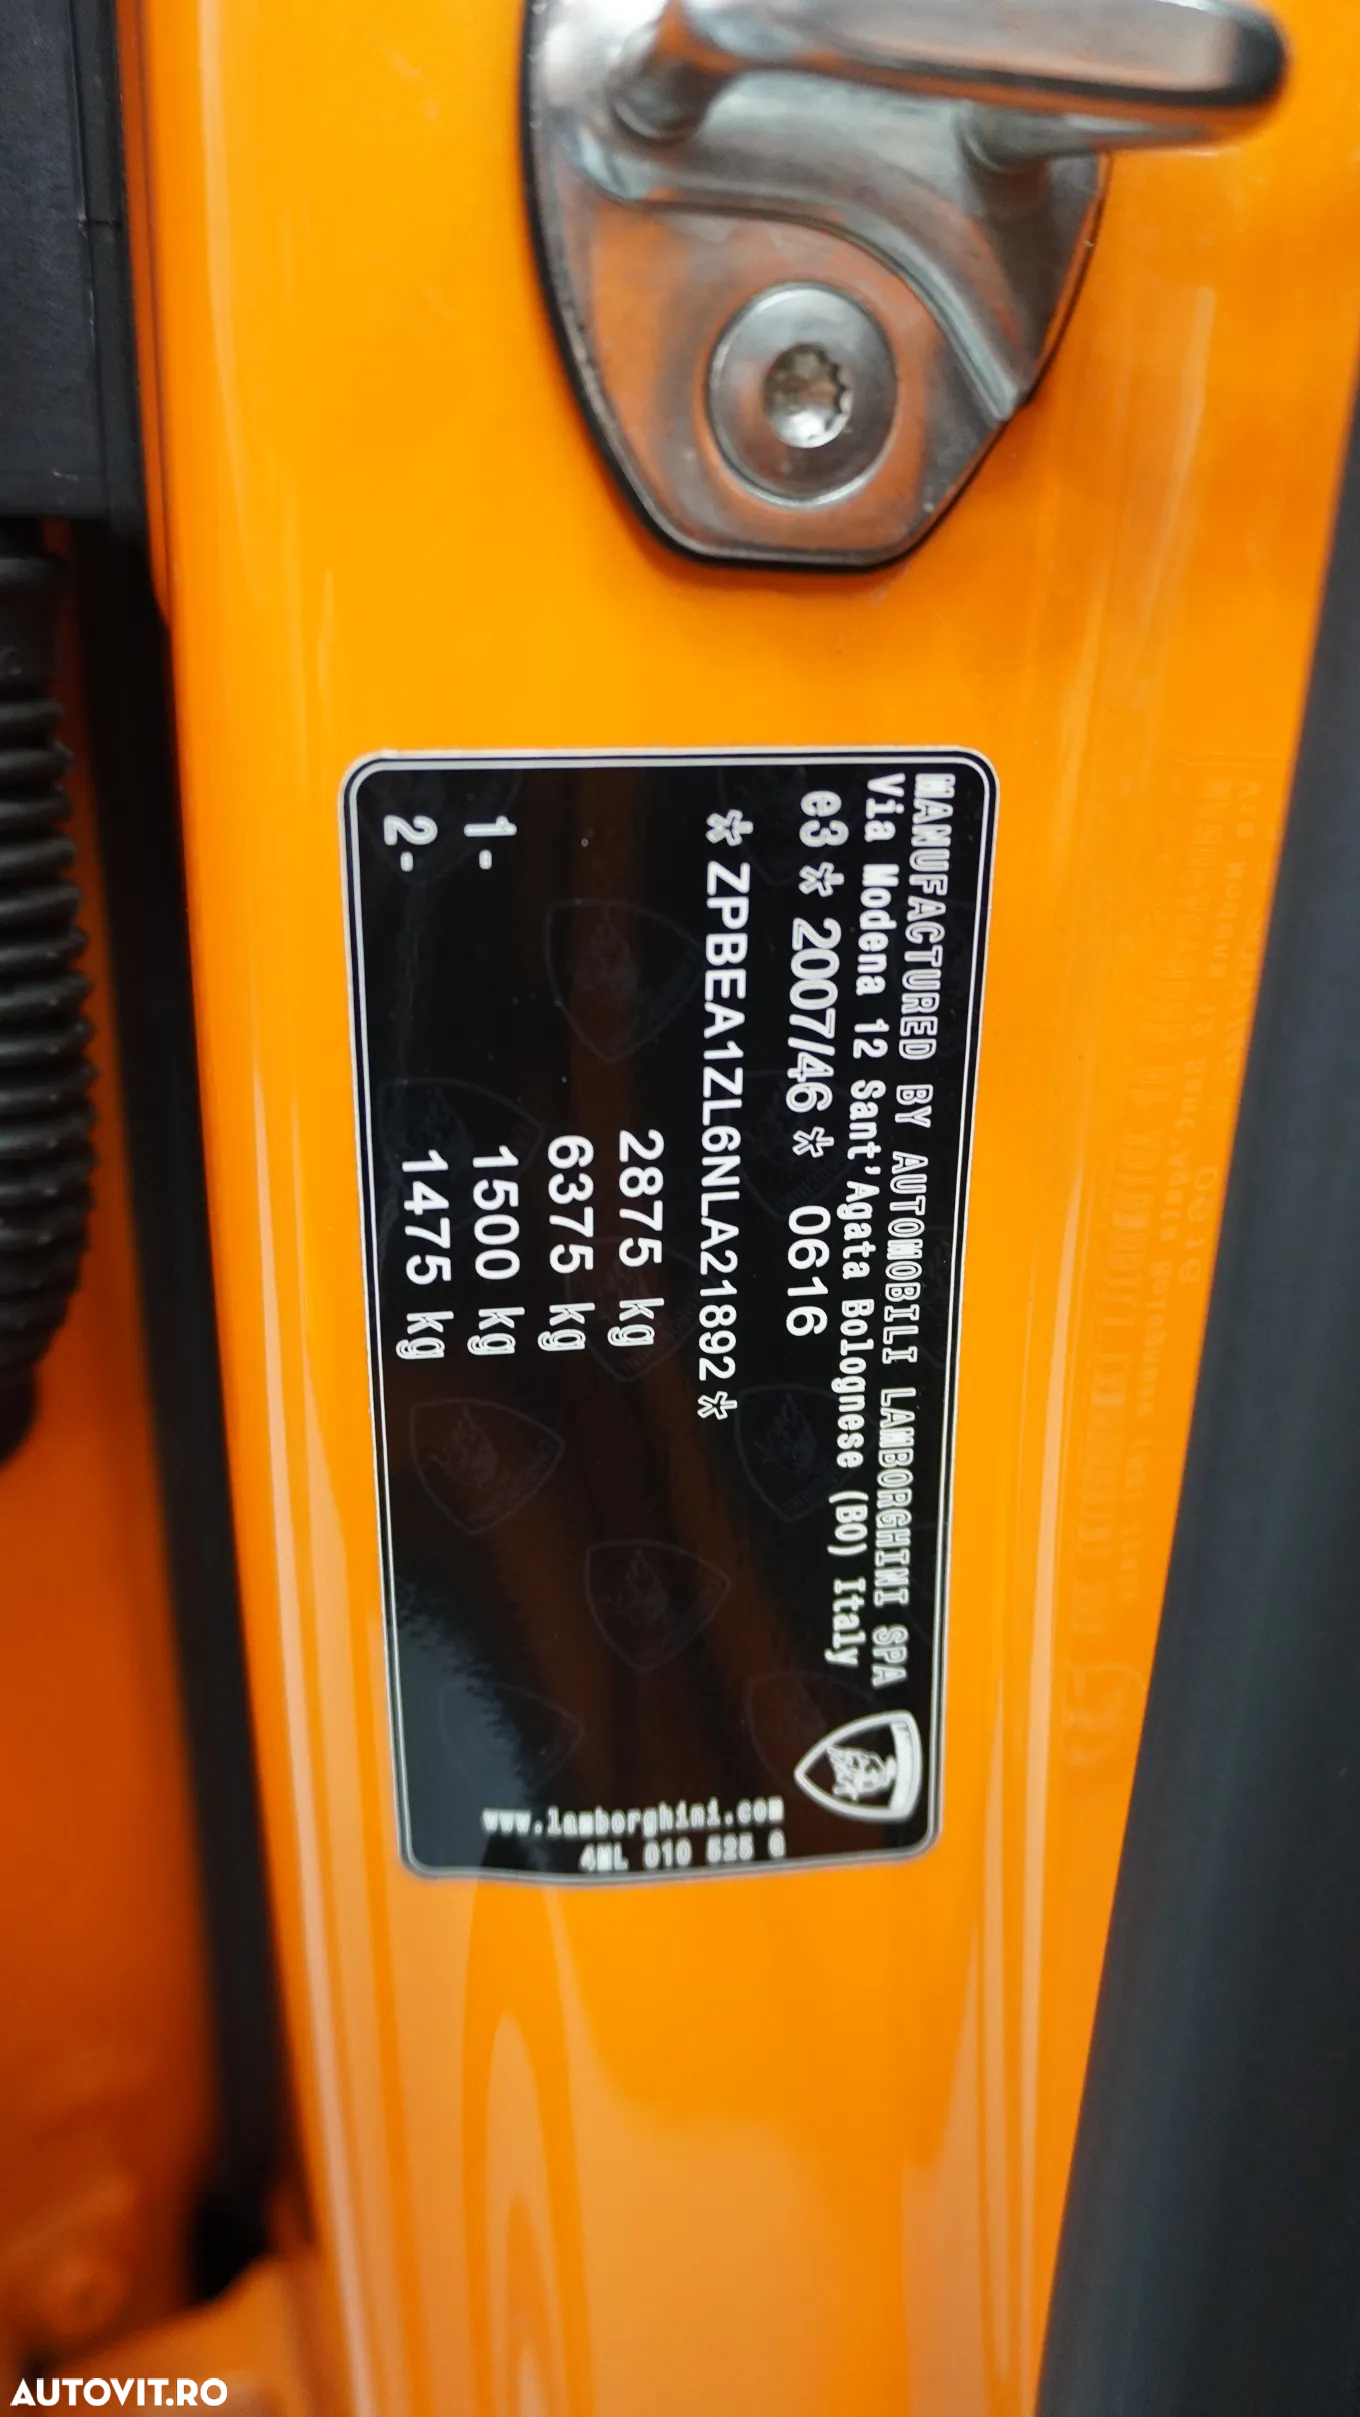 MANUFACTURED BY AUTOMOBILI LAMBORGHINI SPA
Via Modena 12 Sant'Agata Bolognese (BO) Italy
e3*2007/46* 0616
*ZPBEA1ZL6NLA21892*
2875 kg
6375 kg
1- 1500 kg
2- 1475 kg
www.lamborghini.com
4ML 010 525 G
AUTOVIT.RO